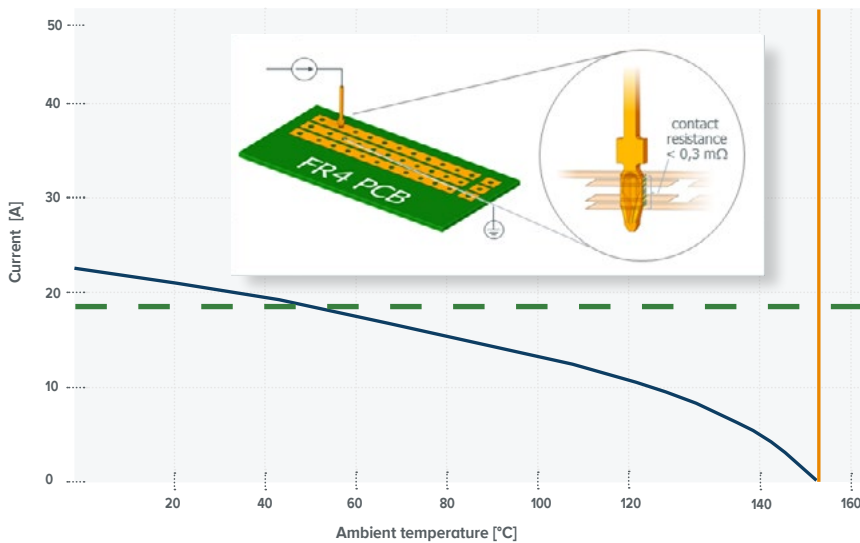 50
40
30
20
10
0
Current [A]
FR4 PCB
contact
resistance
< 0,3 mΩ
20
40
60
80
100
120
140
160
Ambient temperature [°C]